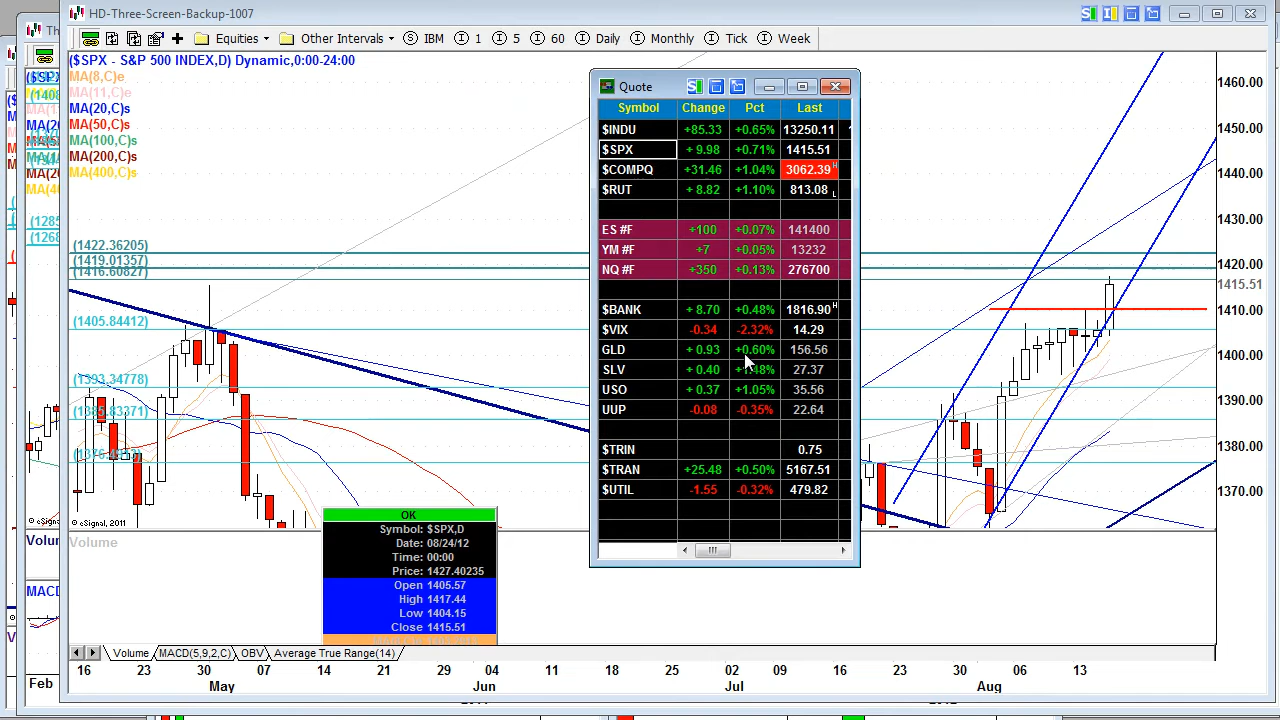 HD-Three-Screen-Backup-1007
Equities Other Intervals IBM 1 5 60 Daily Monthly Tick Week
($SPX - S&P 500 INDEX,D) Dynamic,0:00-24:00
MA(8,C)e
MA(11,C)e
MA(20,C)s
MA(50,C)s
MA(100,C)s
MA(200,C)s
MA(400,C)s
(1422.36205)
(1419.01357)
(1416.60827)
(1405.84412)
(1393.34778)
(1385.83371)
© eSignal, 2011
© eSignal, 2011
Quote
Symbol Change Pct Last
$INDU +85.33 +0.65% 13250.11
$SPX + 9.98 +0.71% 1415.51
$COMPQ +31.46 +1.04% 3062.39 H
$RUT + 8.82 +1.10% 813.08 L
ES #F +100 +0.07% 141400
YM #F +7 +0.05% 13232
NQ #F +350 +0.13% 276700
$BANK + 8.70 +0.48% 1816.90 H
$VIX -0.34 -2.32% 14.29
GLD + 0.93 +0.60% 156.56
SLV + 0.40 +1.48% 27.37
USO + 0.37 +1.05% 35.56
UUP -0.08 -0.35% 22.64
$TRIN 0.75
$TRAN +25.48 +0.50% 5167.51
$UTIL -1.55 -0.32% 479.82
1460.00
1450.00
1440.00
1430.00
1420.00
1415.51
1410.00
1400.00
1390.00
1380.00
1370.00
OK
Symbol: $SPX,D
Date: 08/24/12
Time: 00:00
Price: 1427.40235
Open 1405.57
High 1417.44
Low 1404.15
Close 1415.51
Volume
Volum
MACD
Volume MACD(5,9,2,C) OBV Average True Range(14)
16 23 30 07 21 29 04 11 18 25 02 09 16 23 30 06 13
Feb May Jun Jul Aug